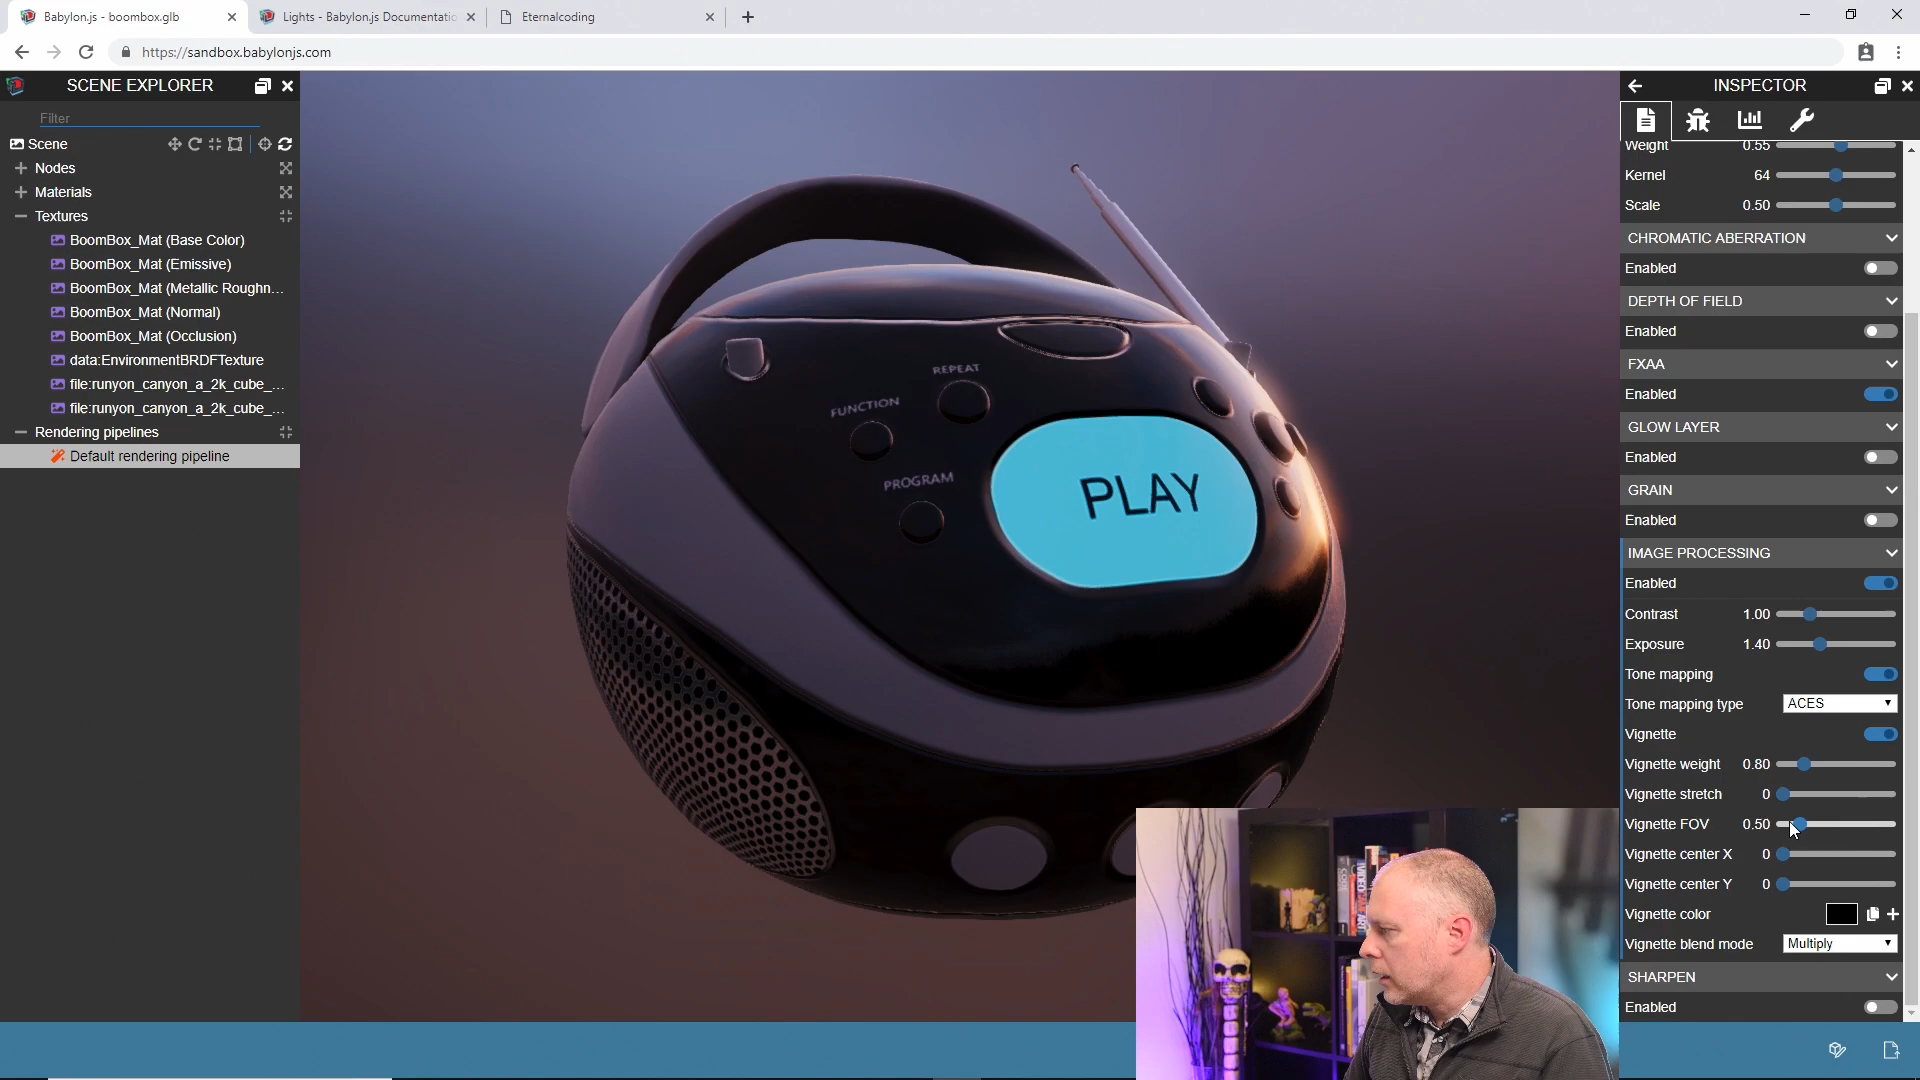 Babylon.js - boombox.glb
Lights - Babylon.js Documentatic
Eternalcoding
https://sandbox.babylonjs.com
SCENE EXPLORER
Filter
Scene
Nodes
Materials
Textures
BoomBox_Mat (Base Color)
BoomBox_Mat (Emissive)
BoomBox_Mat (Metallic Roughn...
BoomBox_Mat (Normal)
BoomBox_Mat (Occlusion)
data:EnvironmentBRDFTexture
file:runyon_canyon_a_2k_cube_...
file:runyon_canyon_a_2k_cube_...
Rendering pipelines
Default rendering pipeline
REPEAT
FUNCTION
PROGRAM
PLAY
INSPECTOR
Weight 0.55
Kernel 64
Scale 0.50
CHROMATIC ABERRATION
Enabled
DEPTH OF FIELD
Enabled
FXAA
Enabled
GLOW LAYER
Enabled
GRAIN
Enabled
IMAGE PROCESSING
Enabled
Contrast 1.00
Exposure 1.40
Tone mapping
Tone mapping type ACES
Vignette
Vignette weight 0.80
Vignette stretch 0
Vignette FOV 0.50
Vignette center X 0
Vignette center Y 0
Vignette color
Vignette blend mode Multiply
SHARPEN
Enabled